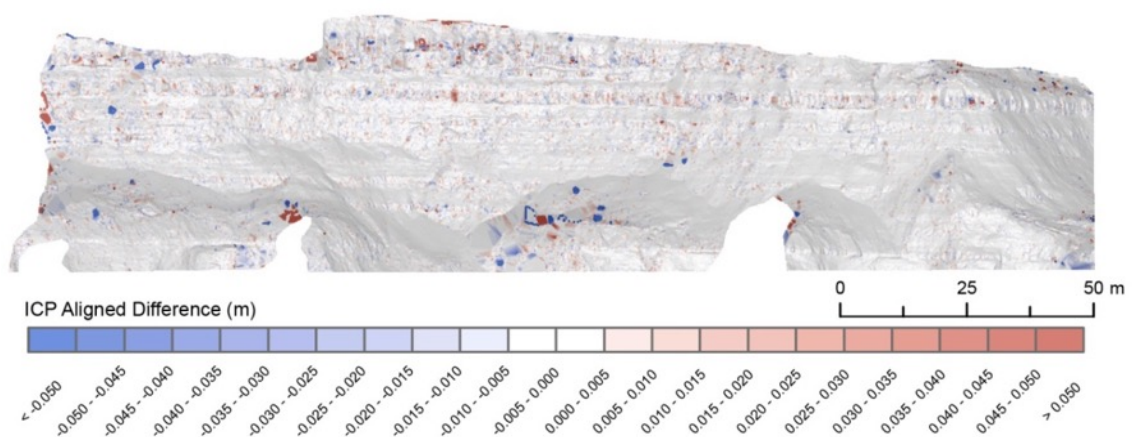 0 25 50 m
ICP Aligned Difference (m)
< -0.050
-0.050 - -0.045
-0.045 - -0.040
-0.040 - -0.035
-0.035 - -0.030
-0.030 - -0.025
-0.025 - -0.020
-0.020 - -0.015
-0.015 - -0.010
-0.010 - -0.005
-0.005 - 0.000
0.000 - 0.005
0.005 - 0.010
0.010 - 0.015
0.015 - 0.020
0.020 - 0.025
0.025 - 0.030
0.030 - 0.035
0.035 - 0.040
0.040 - 0.045
0.045 - 0.050
> 0.050